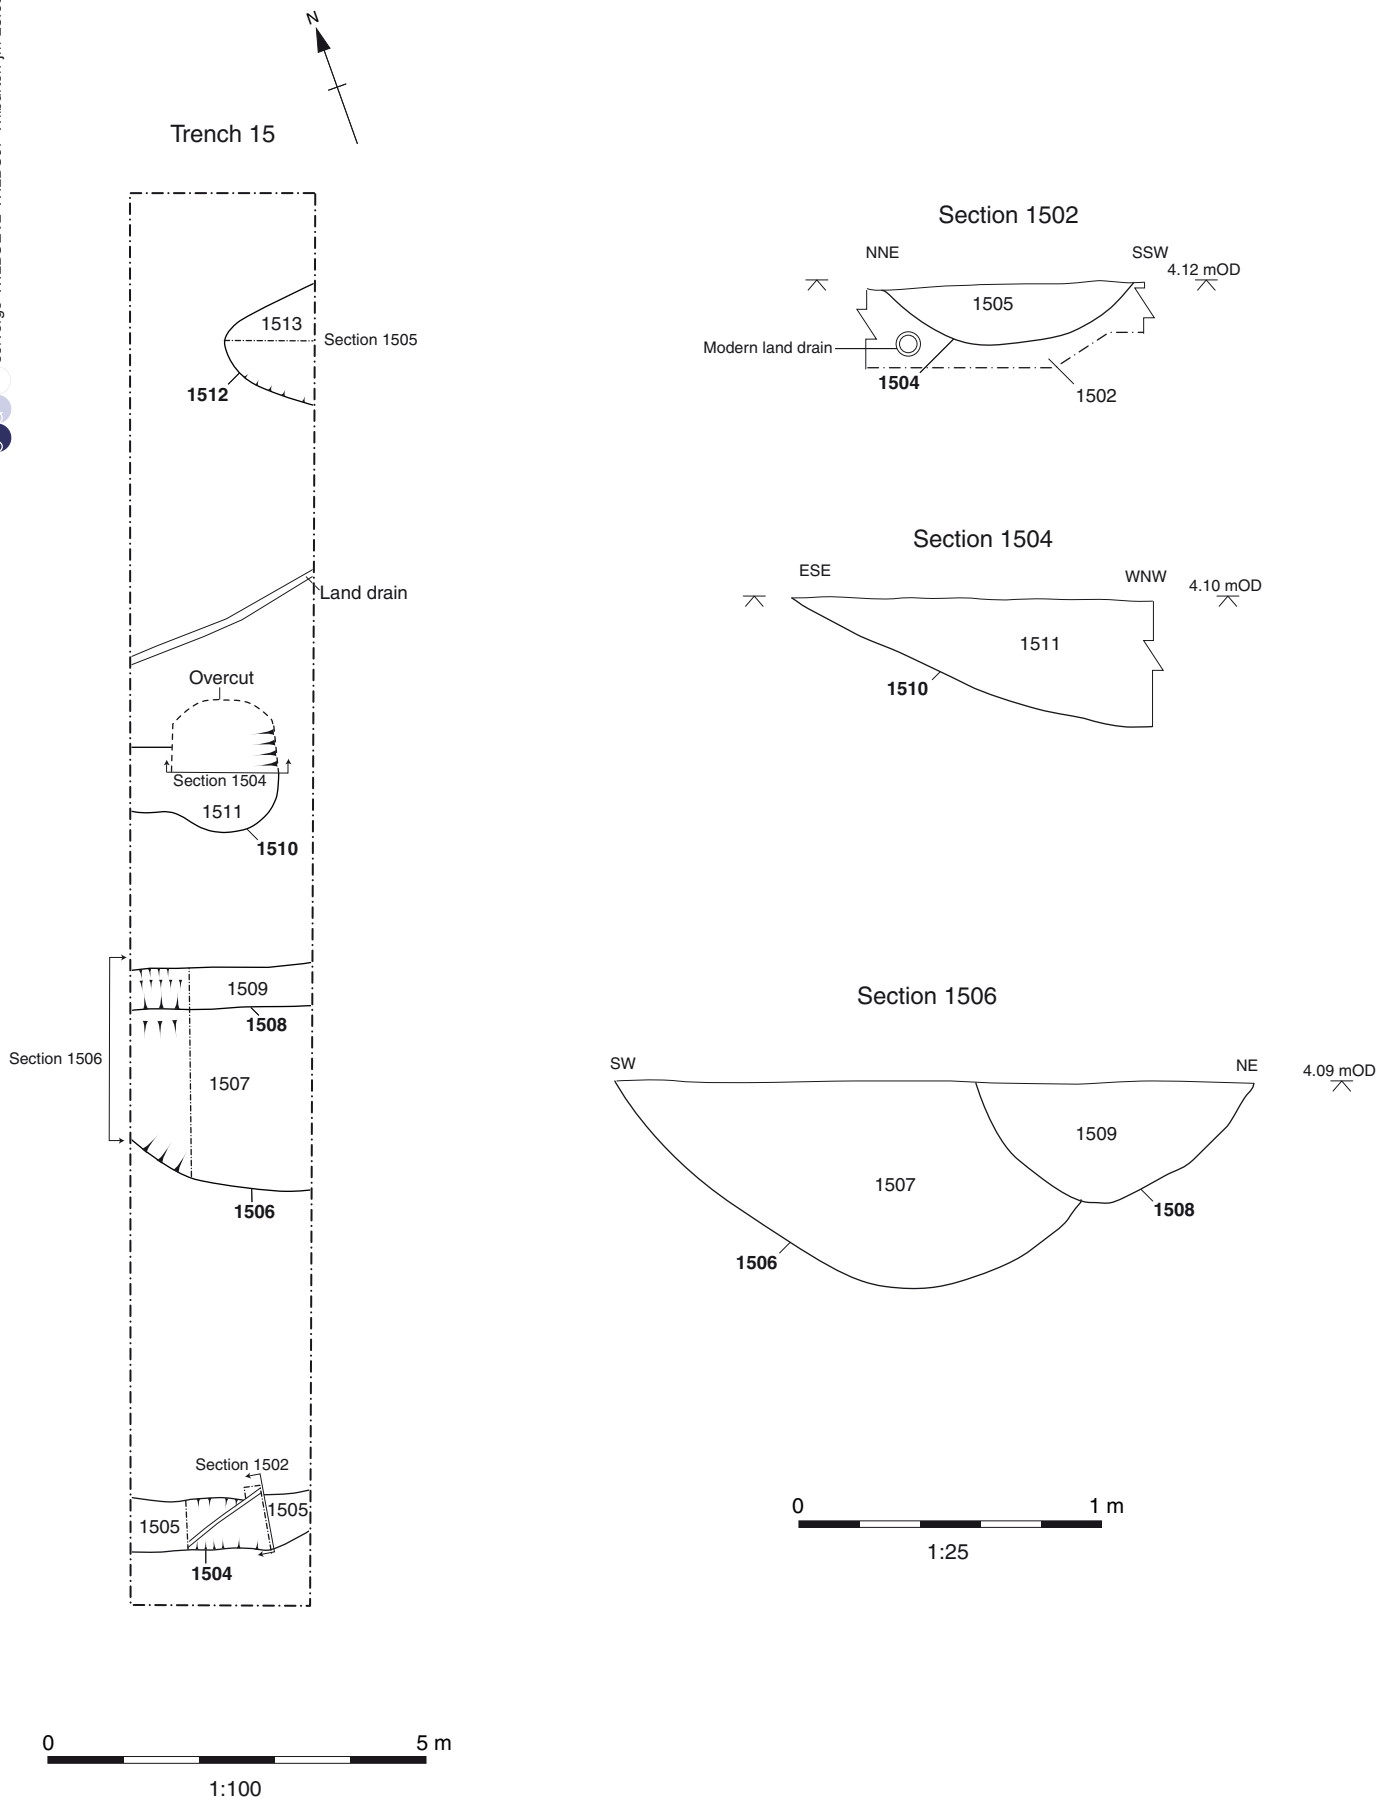 N
Trench 15
1513
Section 1505
1512
Land drain
Overcut
Section 1504
1511
1510
1509
1508
Section 1506
1507
1506
Section 1502
1505
1505
1504
0 5 m
1:100
Section 1502
NNE
SSW
4.12 mOD
1505
Modern land drain
1504
1502
Section 1504
ESE
WNW
4.10 mOD
1511
1510
Section 1506
SW
NE
4.09 mOD
1509
1507
1508
1506
0 1 m
1:25